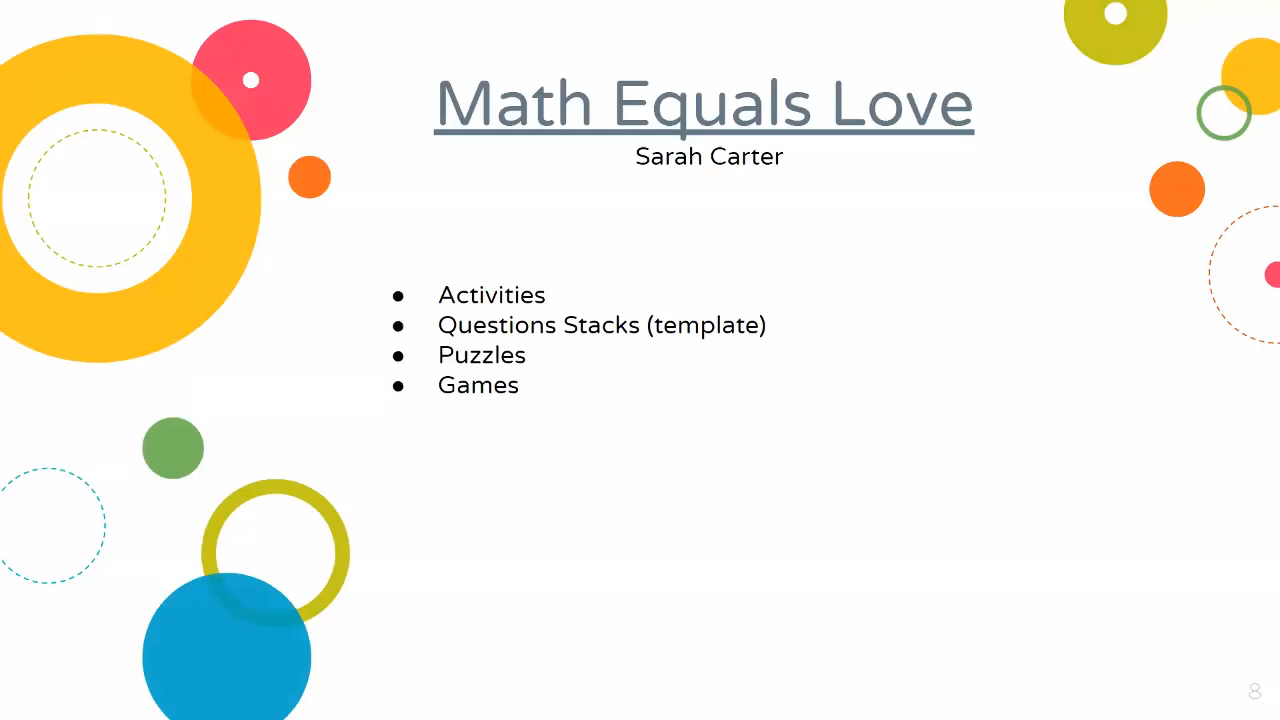 Math Equals Love
Sarah Carter
● Activities
● Questions Stacks (template)
● Puzzles
● Games
8